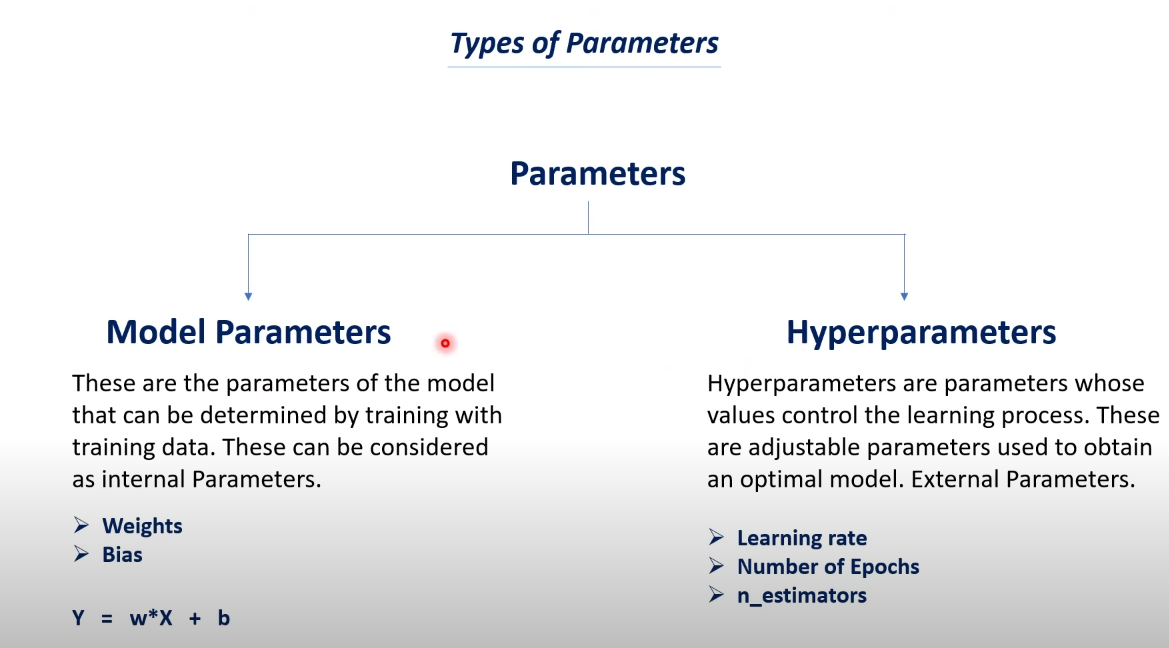 Types of Parameters
Parameters
Model Parameters
These are the parameters of the model
that can be determined by training with
training data. These can be considered
as internal Parameters.
➢ Weights
➢ Bias
Y = w*X + b
Hyperparameters
Hyperparameters are parameters whose
values control the learning process. These
are adjustable parameters used to obtain
an optimal model. External Parameters.
➢ Learning rate
➢ Number of Epochs
➢ n_estimators